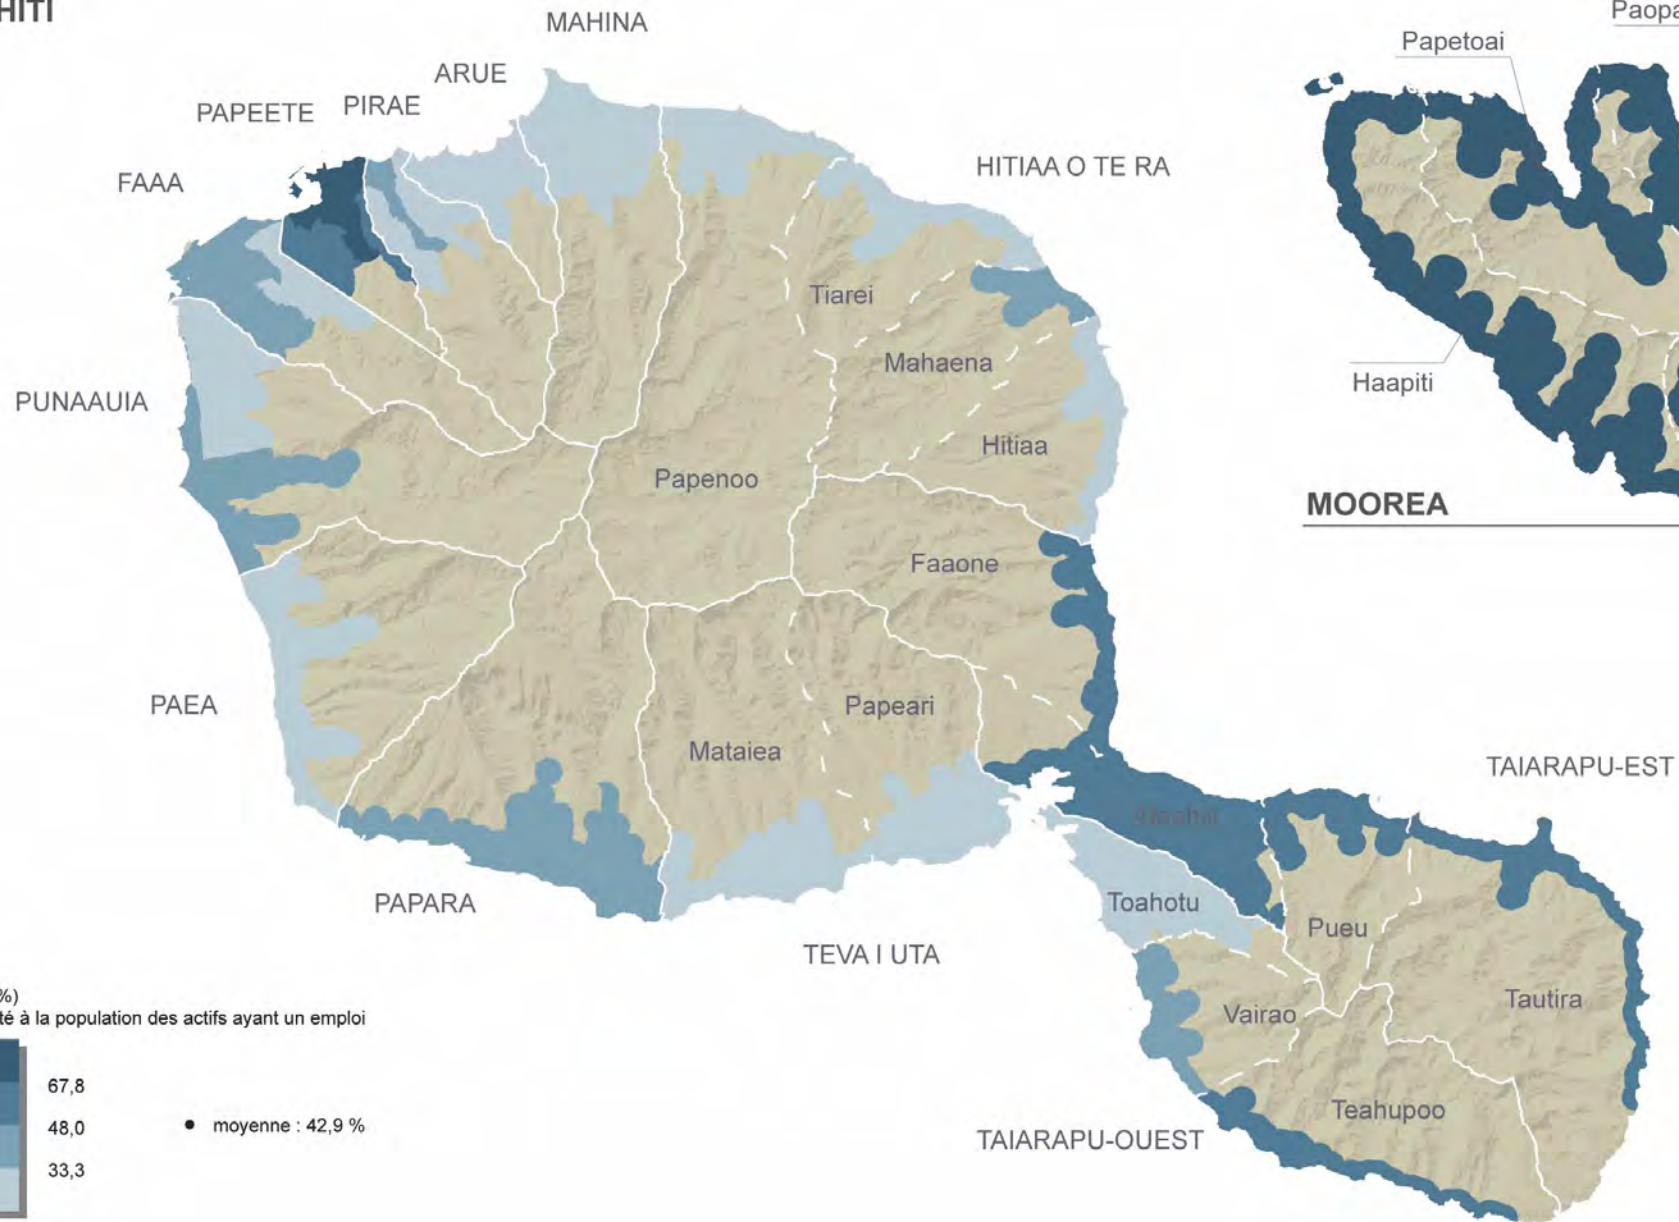 HITI
MAHINA
ARUE
PAPEETE
PIRAE
FAAA
HITIAA O TE RA
Papetoai
Paopa
Tiarei
Mahaena
PUNAAUIA
Haapiti
Hitiaa
Papenoo
MOOREA
Faaone
PAEA
Papeari
Mataiea
TAIARAPU-EST
PAPARA
Toahotu
Pueu
TEVA I UTA
Tautira
Vairao
%)
té à la population des actifs ayant un emploi
67,8
48,0
moyenne : 42,9 %
33,3
Teahupoo
TAIARAPU-OUEST